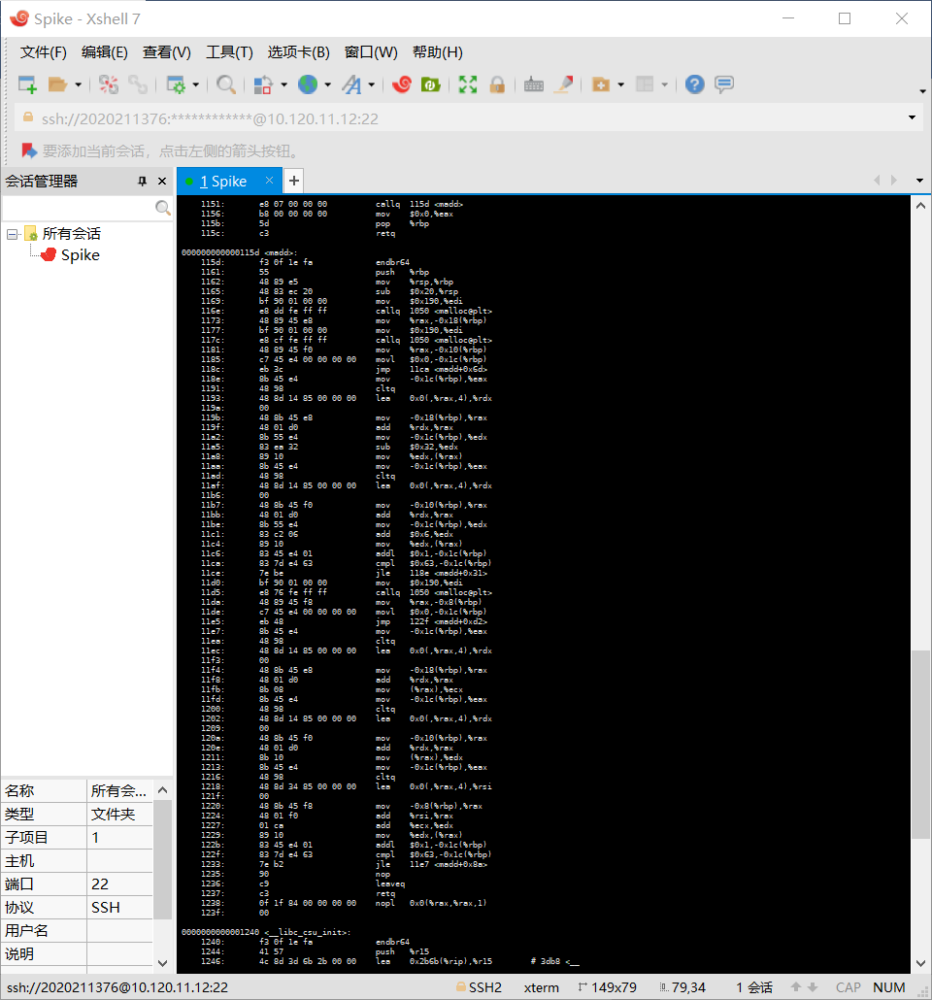 Spike - Xshell 7
文件(F) 编辑(E) 查看(V) 工具(T) 选项卡(B) 窗口(W) 帮助(H)
ssh://2020211376:************@10.120.11.12:22
要添加当前会话，点击左侧的箭头按钮。
会话管理器
1 Spike
所有会话
Spike
1151: e8 07 00 00 00 callq 115d <madd>
1156: b8 00 00 00 00 mov $0x0,%eax
115b: 5d pop %rbp
115c: c3 retq
000000000000115d <madd>:
115d: f3 0f 1e fa endbr64
1161: 55 push %rbp
1162: 48 89 e5 mov %rsp,%rbp
1165: 48 83 ec 20 sub $0x20,%rsp
1169: bf 90 01 00 00 mov $0x190,%edi
116e: e8 dd fe ff ff callq 1050 <malloc@plt>
1173: 48 89 45 e8 mov %rax,-0x18(%rbp)
1177: bf 90 01 00 00 mov $0x190,%edi
117c: e8 cf fe ff ff callq 1050 <malloc@plt>
1181: 48 89 45 f0 mov %rax,-0x10(%rbp)
1185: c7 45 e4 00 00 00 00 movl $0x0,-0x1c(%rbp)
118c: eb 3c jmp 11ca <madd+0x6d>
118e: 8b 45 e4 mov -0x1c(%rbp),%eax
1191: 48 98 cltq
1193: 48 8d 14 85 00 00 00 lea 0x0(,%rax,4),%rdx
119a: 00
119b: 48 8b 45 e8 mov -0x18(%rbp),%rax
119f: 48 01 d0 add %rdx,%rax
11a2: 8b 55 e4 mov -0x1c(%rbp),%edx
11a5: 83 ea 32 sub $0x32,%edx
11a8: 89 10 mov %edx,(%rax)
11aa: 8b 45 e4 mov -0x1c(%rbp),%eax
11ad: 48 98 cltq
11af: 48 8d 14 85 00 00 00 lea 0x0(,%rax,4),%rdx
11b6: 00
11b7: 48 8b 45 f0 mov -0x10(%rbp),%rax
11bb: 48 01 d0 add %rdx,%rax
11be: 8b 55 e4 mov -0x1c(%rbp),%edx
11c1: 83 c2 06 add $0x6,%edx
11c4: 89 10 mov %edx,(%rax)
11c6: 83 45 e4 01 addl $0x1,-0x1c(%rbp)
11ca: 83 7d e4 63 cmpl $0x63,-0x1c(%rbp)
11ce: 7e be jle 118e <madd+0x31>
11d0: bf 90 01 00 00 mov $0x190,%edi
11d5: e8 76 fe ff ff callq 1050 <malloc@plt>
11da: 48 89 45 f8 mov %rax,-0x8(%rbp)
11de: c7 45 e4 00 00 00 00 movl $0x0,-0x1c(%rbp)
11e5: eb 48 jmp 122f <madd+0xd2>
11e7: 8b 45 e4 mov -0x1c(%rbp),%eax
11ea: 48 98 cltq
11ec: 48 8d 14 85 00 00 00 lea 0x0(,%rax,4),%rdx
11f3: 00
11f4: 48 8b 45 e8 mov -0x18(%rbp),%rax
11f8: 48 01 d0 add %rdx,%rax
11fb: 8b 08 mov (%rax),%ecx
11fd: 8b 45 e4 mov -0x1c(%rbp),%eax
1200: 48 98 cltq
1202: 48 8d 14 85 00 00 00 lea 0x0(,%rax,4),%rdx
1209: 00
120a: 48 8b 45 f0 mov -0x10(%rbp),%rax
120e: 48 01 d0 add %rdx,%rax
1211: 8b 10 mov (%rax),%edx
1213: 8b 45 e4 mov -0x1c(%rbp),%eax
1216: 48 98 cltq
1218: 48 8d 34 85 00 00 00 lea 0x0(,%rax,4),%rsi
121f: 00
1220: 48 8b 45 f8 mov -0x8(%rbp),%rax
1224: 48 01 f0 add %rsi,%rax
1227: 01 ca add %ecx,%edx
1229: 89 10 mov %edx,(%rax)
122b: 83 45 e4 01 addl $0x1,-0x1c(%rbp)
122f: 83 7d e4 63 cmpl $0x63,-0x1c(%rbp)
1233: 7e b2 jle 11e7 <madd+0x8a>
1235: 90 nop
1236: c9 leaveq
1237: c3 retq
1238: 0f 1f 84 00 00 00 00 nopl 0x0(%rax,%rax,1)
123f: 00
0000000000001240 <__libc_csu_init>:
1240: f3 0f 1e fa endbr64
1244: 41 57 push %r15
1246: 4c 8d 3d 6b 2b 00 00 lea 0x2b6b(%rip),%r15 # 3db8 <__
名称 所有会...
类型 文件夹
子项目 1
主机
端口 22
协议 SSH
用户名
说明
ssh://2020211376@10.120.11.12:22 SSH2 xterm 149x79 79,34 1 会话 CAP NUM